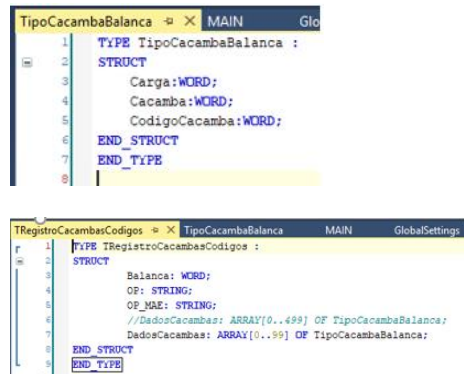 TipoCacambaBalanca MAIN Glo
1 TYPE TipoCacambaBalanca :
2 STRUCT
3 Carga:WORD;
4 Cacamba:WORD;
5 CodigoCacamba:WORD;
6 END_STRUCT
7 END_TYPE
8
TRegistroCacambasCodigos TipoCacambaBalanca MAIN GlobalSettings
1 TYPE TRegistroCacambasCodigos :
2 STRUCT
3 Balanca: WORD;
4 OP: STRING;
5 OP_MAE: STRING;
6 //DadosCacambas: ARRAY[0..499] OF TipoCacambaBalanca;
7 DadosCacambas: ARRAY[0..99] OF TipoCacambaBalanca;
8 END_STRUCT
9 END_TYPE